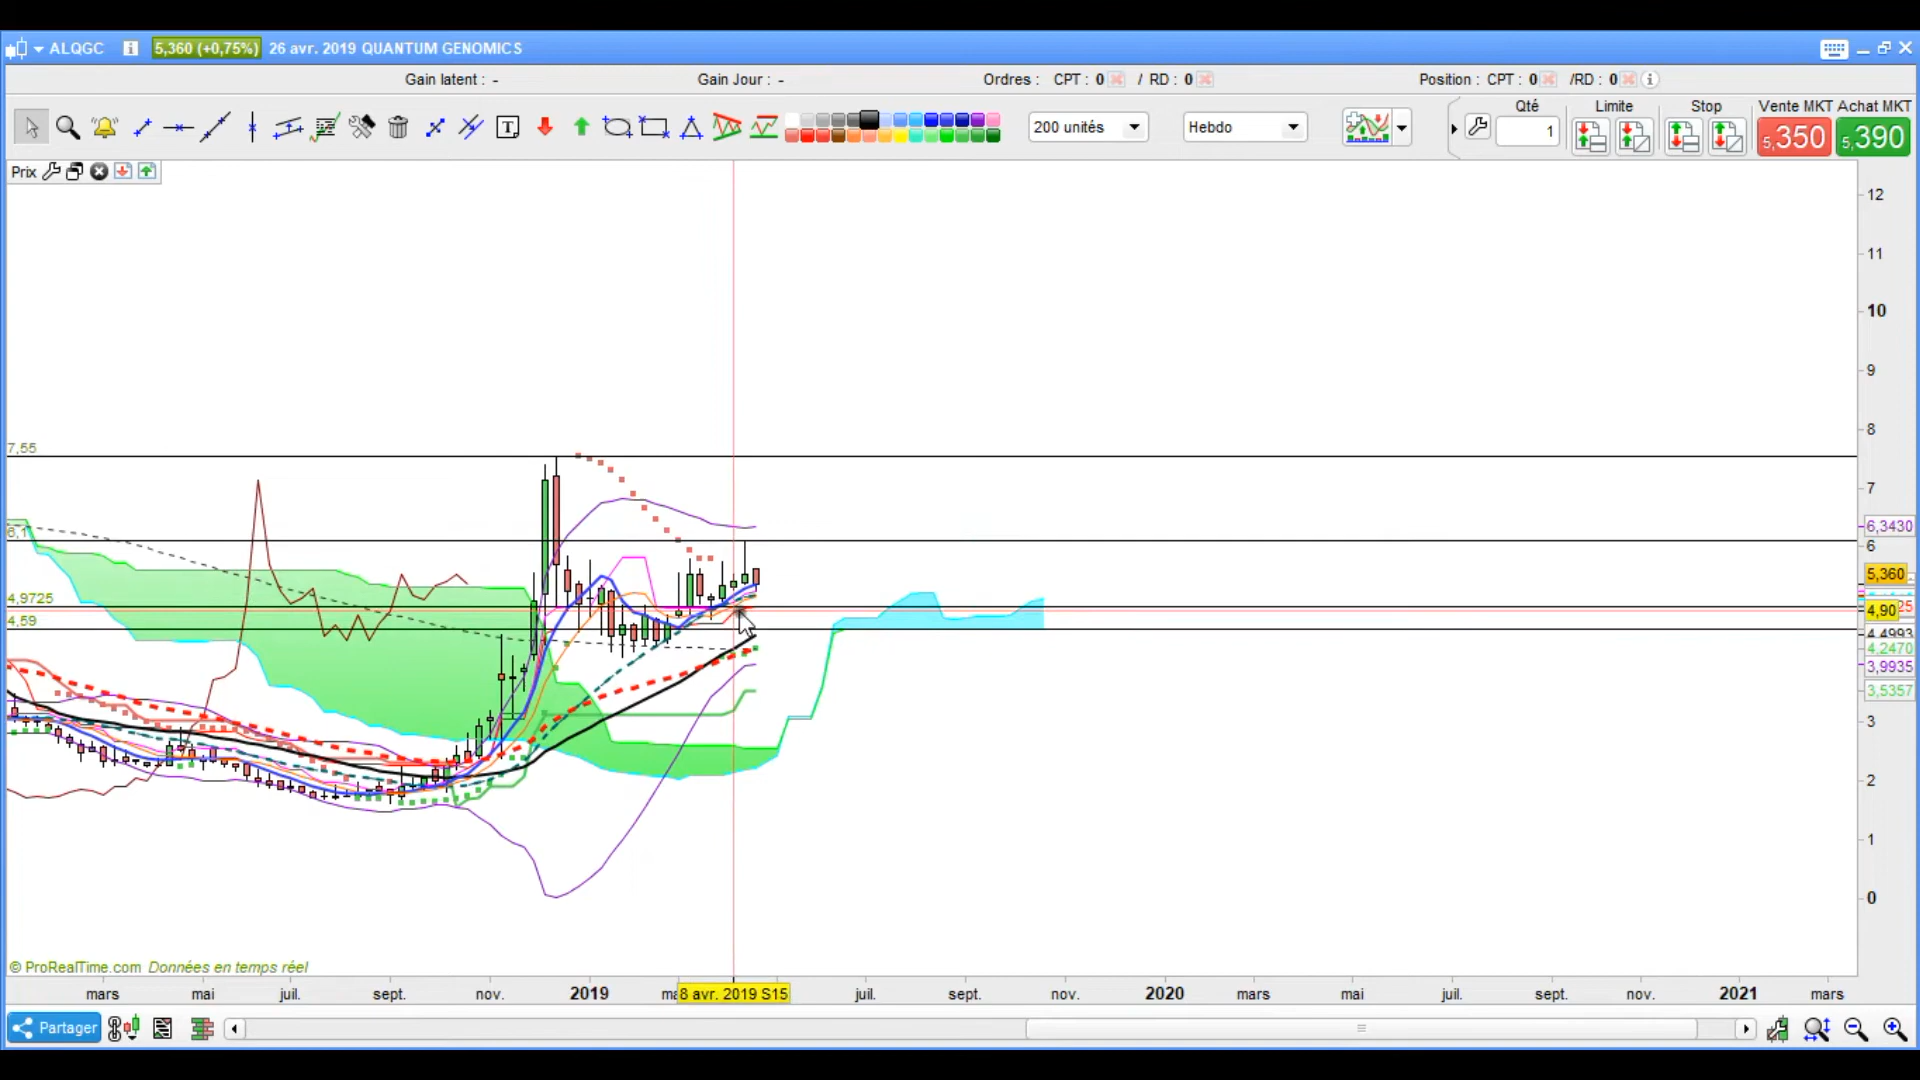 ALQGC 5,360 (+0,75%) 26 avr. 2019 QUANTUM GENOMICS
Gain latent : - Gain Jour : - Ordres : CPT : 0 / RD : 0 Position : CPT : 0 /RD : 0
Qté Limite Stop Vente MKT Achat MKT
200 unités Hebdo 1 5,350 5,390
Prix
12
11
10
9
8
7,55
7
6,3430
6,1
6
5,360
4,9725
4,90
4,59
4,4993
4,2470
3,9935
3,5357
3
2
1
0
© ProRealTime.com Données en temps réel
mars mai juil. sept. nov. 2019 8 avr. 2019 S15 juil. sept. nov. 2020 mars mai juil. sept. nov. 2021 mars
Partager